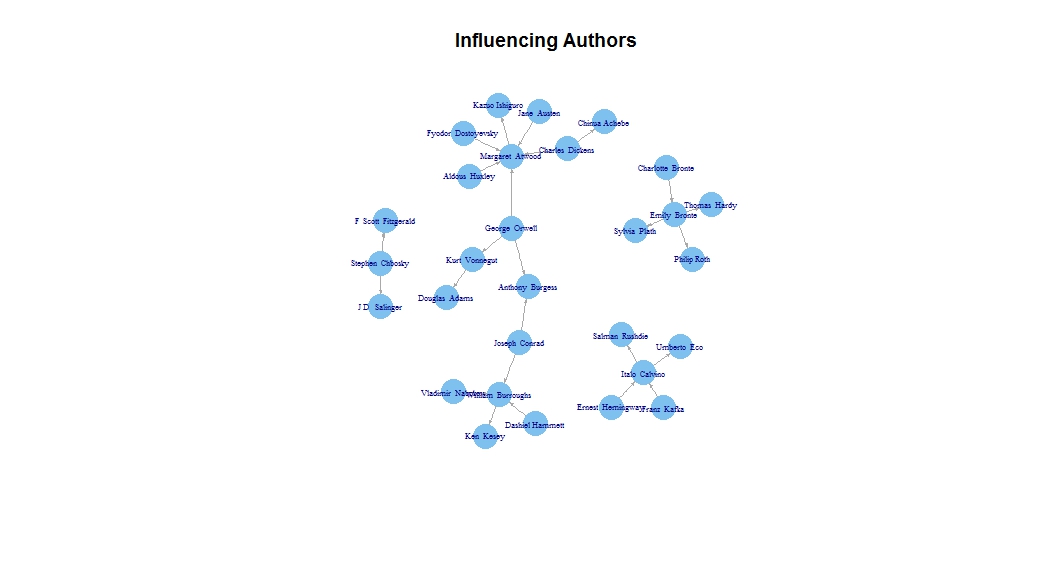 Influencing Authors
Kazuo Ishiguro
Jane Austen
Chinua Achebe
Fyodor Dostoyevsky
Charles Dickens
Margaret Atwood
Charlotte Bronte
Aldous Huxley
Thomas Hardy
Emily Bronte
F Scott Fitzgerald
George Orwell
Sylvia Plath
Philip Roth
Kurt Vonnegut
Stephen Chbosky
Anthony Burgess
Douglas Adams
J D Salinger
Salman Rushdie
Joseph Conrad
Umberto Eco
Italo Calvino
Vladimir Nabokov
William Burroughs
Ernest Hemingway
Franz Kafka
Dashiel Hammett
Ken Kesey